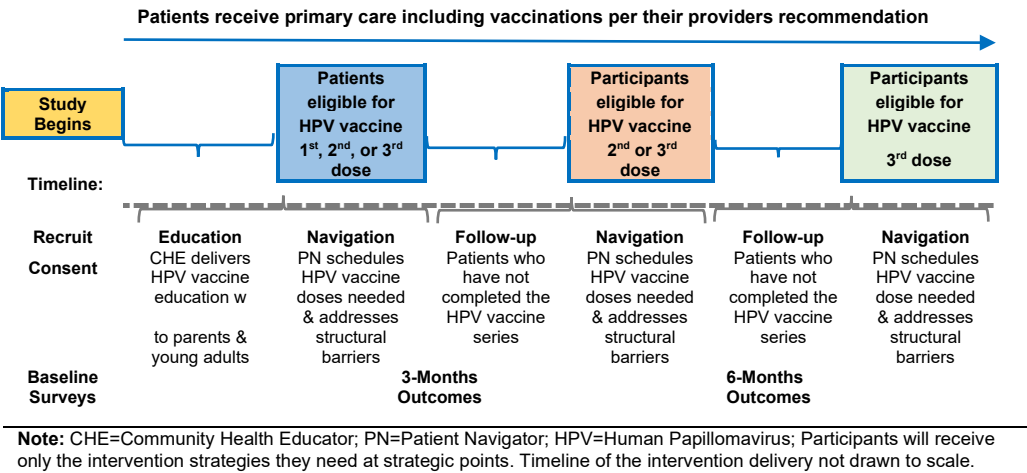 Patients receive primary care including vaccinations per their providers recommendation
Study
Begins
Patients
eligible for
HPV vaccine
1st, 2nd, or 3rd
dose
Participants
eligible for
HPV vaccine
2nd or 3rd
dose
Participants
eligible for
HPV vaccine
3rd dose
Timeline:
Recruit
Consent
Baseline
Surveys
Education
CHE delivers
HPV vaccine
education w
to parents &
young adults
Navigation
PN schedules
HPV vaccine
doses needed
& addresses
structural
barriers
Follow-up
Patients who
have not
completed the
HPV vaccine
series
Navigation
PN schedules
HPV vaccine
doses needed
& addresses
structural
barriers
Follow-up
Patients who
have not
completed the
HPV vaccine
series
Navigation
PN schedules
HPV vaccine
dose needed
& addresses
structural
barriers
3-Months
Outcomes
6-Months
Outcomes
Note: CHE=Community Health Educator; PN=Patient Navigator; HPV=Human Papillomavirus; Participants will receive
only the intervention strategies they need at strategic points. Timeline of the intervention delivery not drawn to scale.